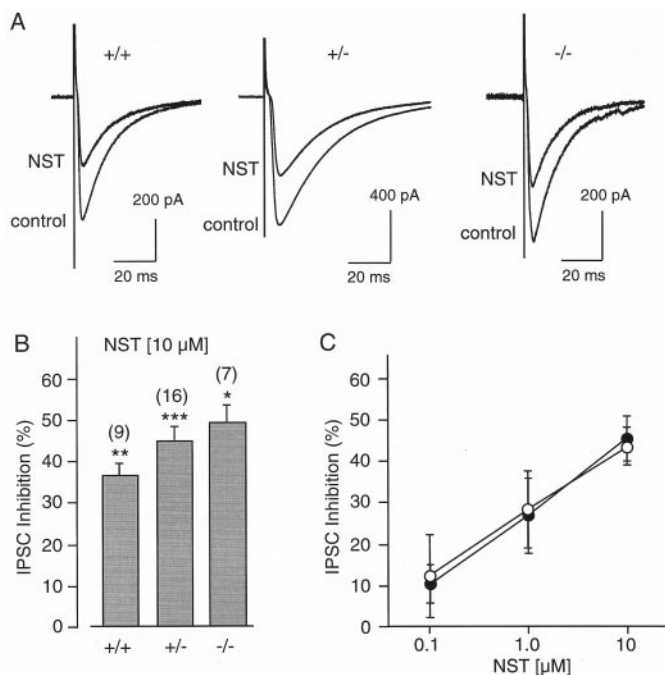 A
+/+
+/-
-/-
NST
control
200 pA
20 ms
400 pA
20 ms
NST
control
200 pA
20 ms
B
NST [10 µM]
IPSC Inhibition (%)
60
50
40
30
20
10
0
(9)
**
(16)
***
(7)
*
+/+
+/-
-/-
C
IPSC Inhibition (%)
60
50
40
30
20
10
0
0.1
1.0
10
NST [µM]